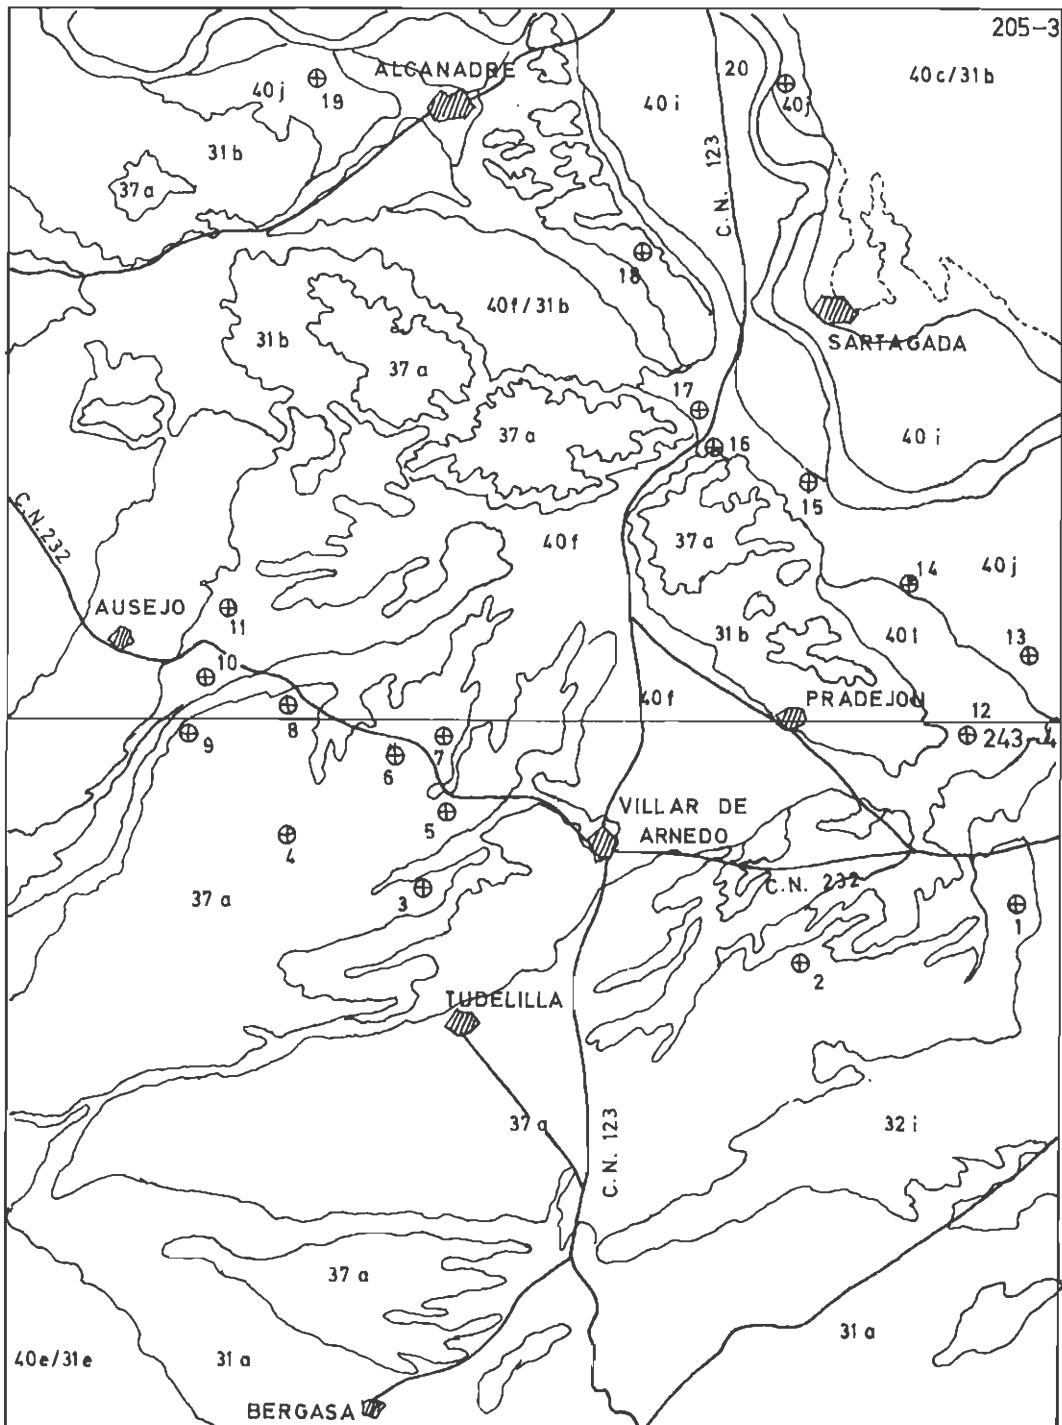 205-3
ALCANADRE
20
40c/31b
40j
19
40j
40i
31b
37a
C.N. 123
18
40f/31b
31b
SARTAGADA
37a
17
37a
16
40i
15
C.N.232
40f
37a
14
40j
AUSEJO
11
31b
40i
13
10
40f
PRADEJON
8
12
9
7
243-4
6
VILLAR DE
ARNEDO
5
4
C.N. 232
37a
3
1
2
TUDELILLA
37a
C.N. 123
32i
37a
31a
40e/31e
31a
BERGASA